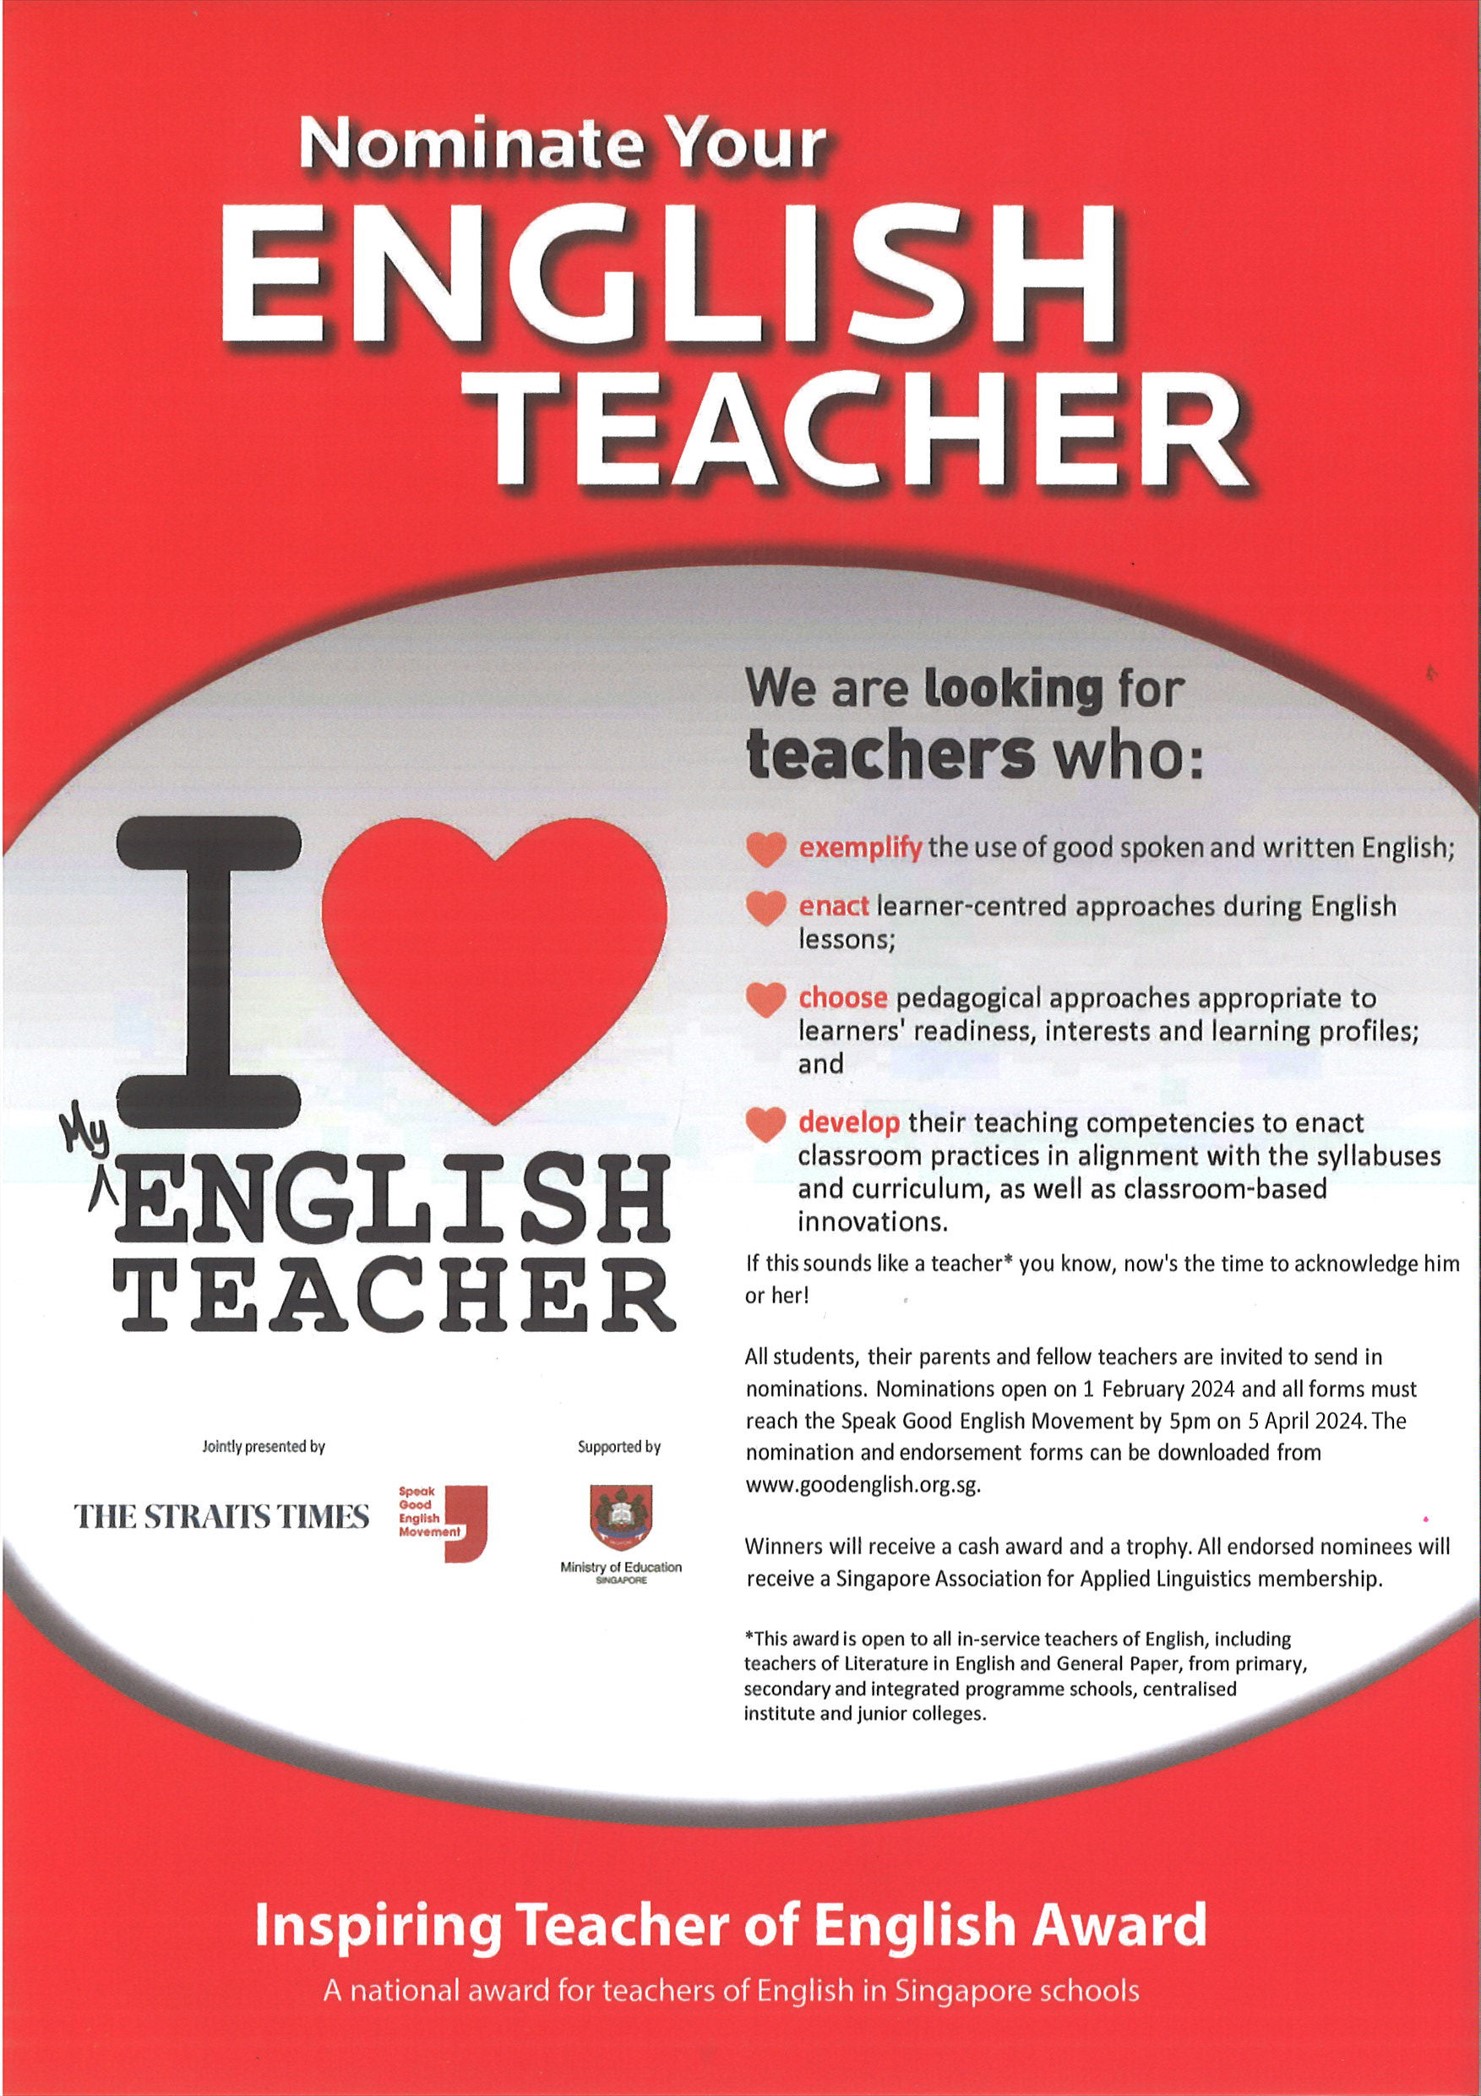 Nominate Your
ENGLISH
TEACHER
We are looking for
teachers who:
exemplify the use of good spoken and written English;
enact learner-centred approaches during English
lessons;
choose pedagogical approaches appropriate to
learners' readiness, interests and learning profiles;
and
develop their teaching competencies to enact
classroom practices in alignment with the syllabuses
and curriculum, as well as classroom-based
innovations.
If this sounds like a teacher* you know, now's the time to acknowledge him
or her!
All students, their parents and fellow teachers are invited to send in
nominations. Nominations open on 1 February 2024 and all forms must
reach the Speak Good English Movement by 5pm on 5 April 2024. The
nomination and endorsement forms can be downloaded from
www.goodenglish.org.sg.
Winners will receive a cash award and a trophy. All endorsed nominees will
receive a Singapore Association for Applied Linguistics membership.
*This award is open to all in-service teachers of English, including
teachers of Literature in English and General Paper, from primary,
secondary and integrated programme schools, centralised
institute and junior colleges.
I
My
ENGLISH
TEACHER
Jointly presented by
THE STRAITS TIMES
Speak
Good
English
Movement
Supported by
Ministry of Education
SINGAPORE
Inspiring Teacher of English Award
A national award for teachers of English in Singapore schools